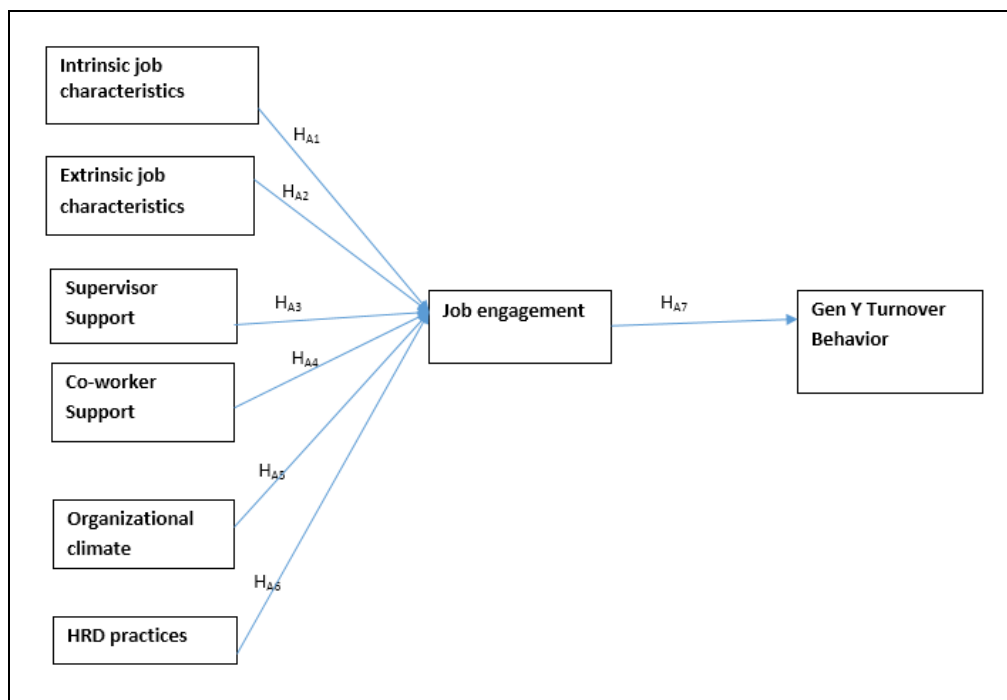 Intrinsic job
characteristics
HA1
Extrinsic job
characteristics
HA2
Supervisor
Support
HA3
Co-worker
Support
HA4
Organizational
climate
HA5
HRD practices
HA6
Job engagement
HA7
Gen Y Turnover
Behavior